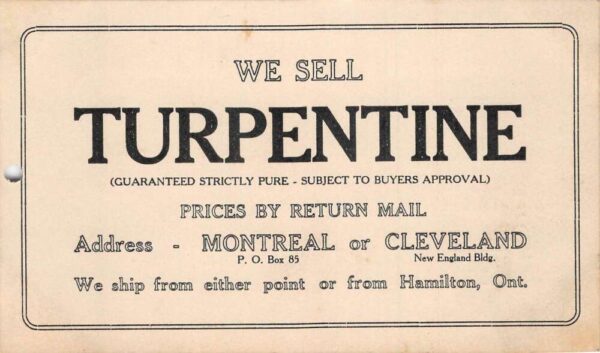 WE SELL
TURPENTINE
(GUARANTEED STRICTLY PURE - SUBJECT TO BUYERS APPROVAL)
PRICES BY RETURN MAIL
Address - MONTREAL or CLEVELAND
P. O. Box 85 New England Bldg.
We ship from either point or from Hamilton, Ont.